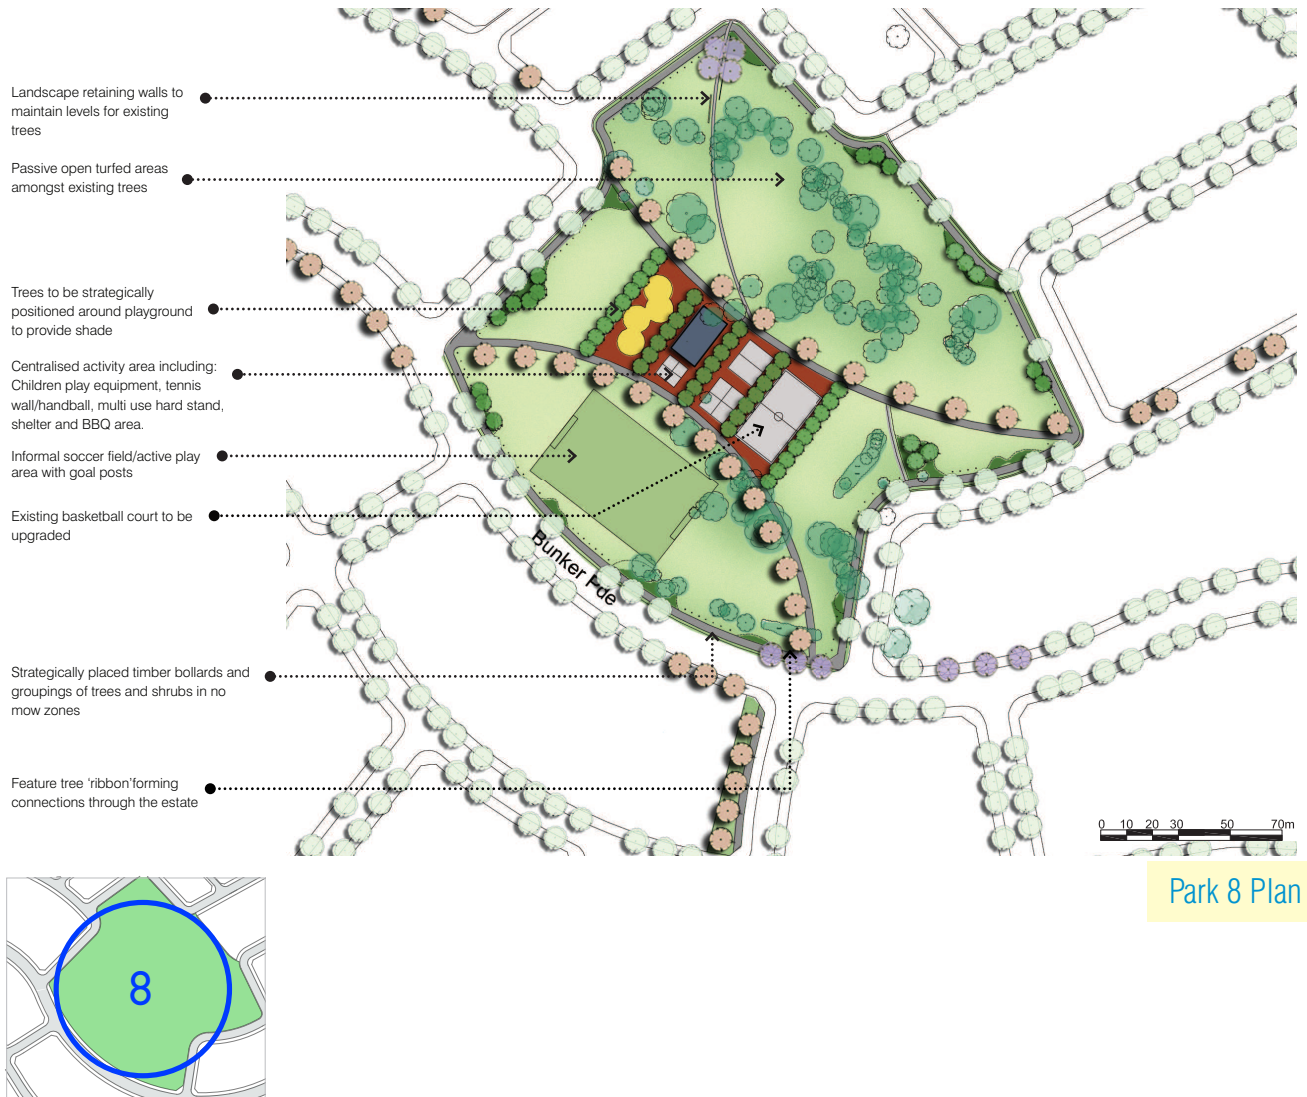 Landscape retaining walls to
maintain levels for existing
trees
Passive open turfed areas
amongst existing trees
Trees to be strategically
positioned around playground
to provide shade
Centralised activity area including:
Children play equipment, tennis
wall/handball, multi use hard stand,
shelter and BBQ area.
Informal soccer field/active play
area with goal posts
Existing basketball court to be
upgraded
Bunker Pde
Strategically placed timber bollards and
groupings of trees and shrubs in no
mow zones
Feature tree ‘ribbon’forming
connections through the estate
0 10 20 30 50 70m
Park 8 Plan
8